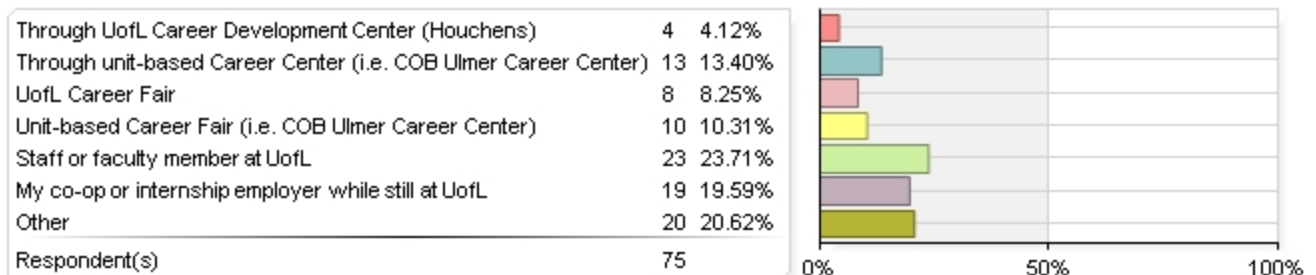 Through UofL Career Development Center (Houchens) 4 4.12%
Through unit-based Career Center (i.e. COB Ulmer Career Center) 13 13.40%
UofL Career Fair 8 8.25%
Unit-based Career Fair (i.e. COB Ulmer Career Center) 10 10.31%
Staff or faculty member at UofL 23 23.71%
My co-op or internship employer while still at UofL 19 19.59%
Other 20 20.62%
Respondent(s) 75
0% 50% 100%